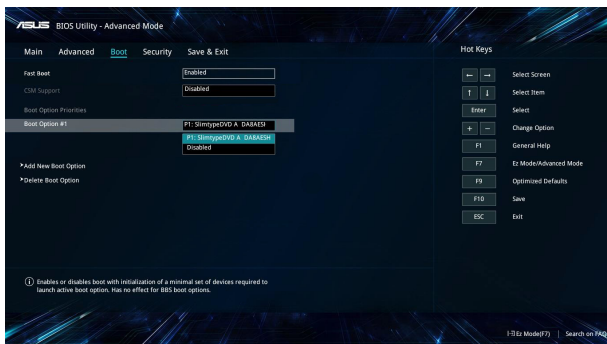 ASUS BIOS Utility - Advanced Mode
Main Advanced Boot Security Save & Exit
Hot Keys
Fast Boot Enabled
CSM Support Disabled
Boot Option Priorities
Boot Option #1 P1: SlimtypeDVD A DA8AESI
P1: SlimtypeDVD A DA8AESH
Disabled
Add New Boot Option
Delete Boot Option
← → Select Screen
↑ ↓ Select Item
Enter Select
+ − Change Option
F1 General Help
F7 Ez Mode/Advanced Mode
F9 Optimized Defaults
F10 Save
ESC Exit
Enables or disables boot with initialization of a minimal set of devices required to
launch active boot option. Has no effect for BBS boot options.
Ez Mode(F7) | Search on FAQ